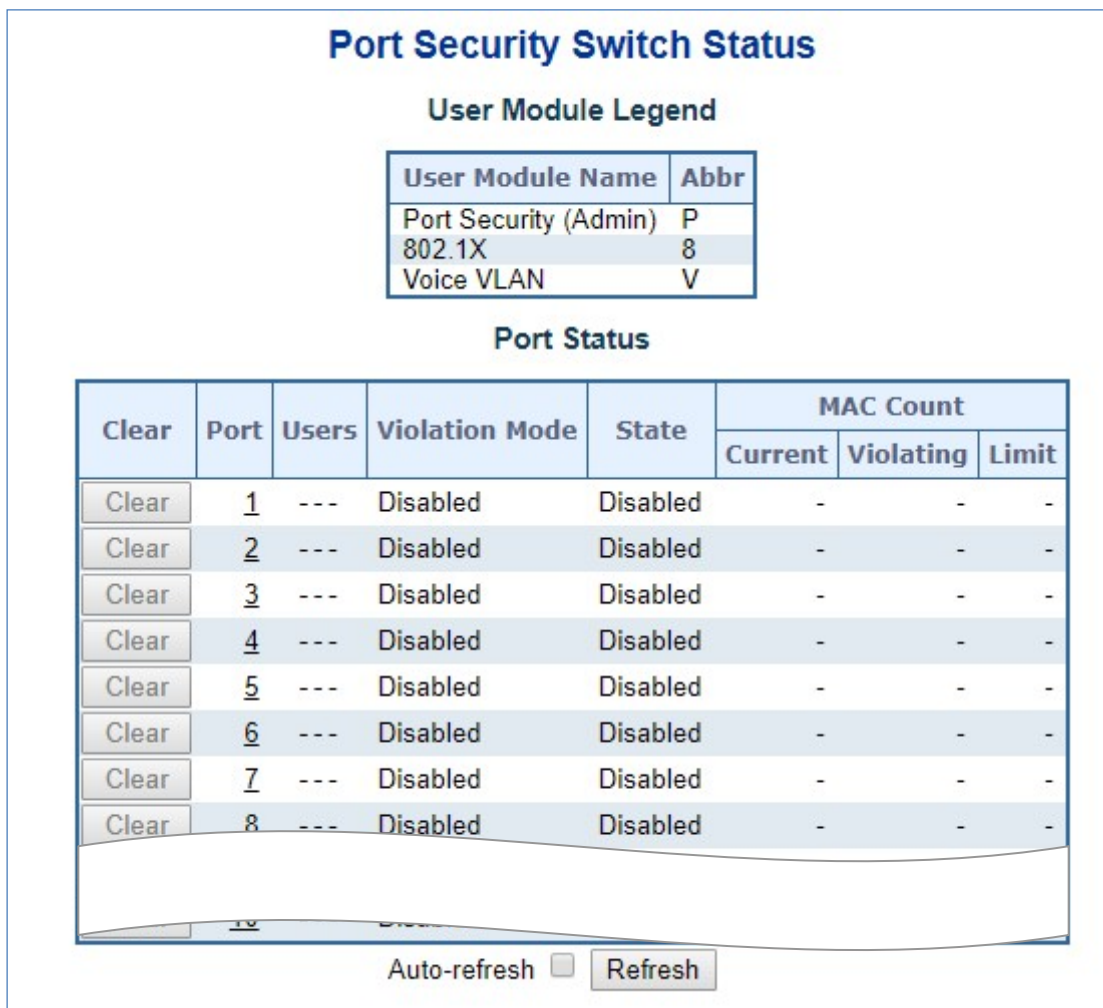 Port Security Switch Status
User Module Legend
User Module Name Abbr
Port Security (Admin) P
802.1X 8
Voice VLAN V
Port Status
Clear Port Users Violation Mode State MAC Count
Current Violating Limit
Clear 1 --- Disabled Disabled - - -
Clear 2 --- Disabled Disabled - - -
Clear 3 --- Disabled Disabled - - -
Clear 4 --- Disabled Disabled - - -
Clear 5 --- Disabled Disabled - - -
Clear 6 --- Disabled Disabled - - -
Clear 7 --- Disabled Disabled - - -
Clear 8 --- Disabled Disabled - - -
Auto-refresh Refresh